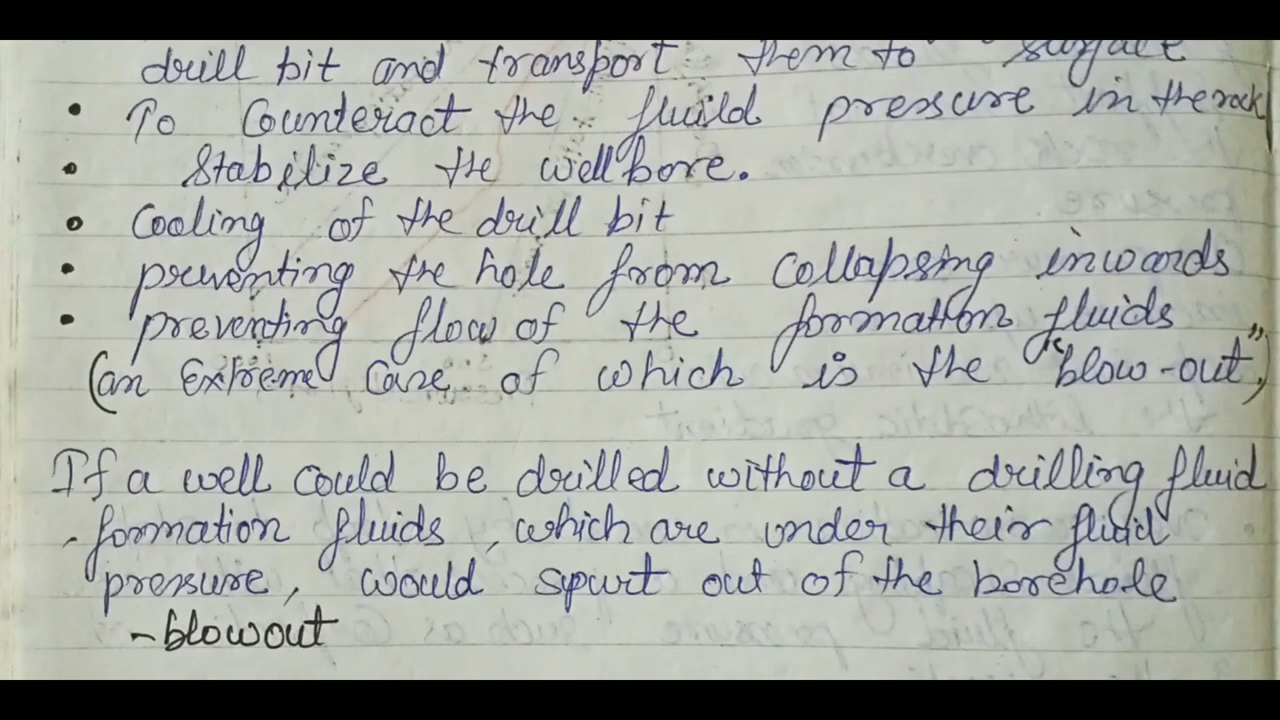 drill bit and transport them to surface
• To Counteract the fluid pressure in the rock
• Stabilize the wellbore.
• Cooling of the drill bit
• preventing the hole from collapsing inwards
• preventing flow of the formation fluids
(an Extreme Case of which is the "blow-out")
If a well could be drilled without a drilling fluid
formation fluids, which are under their fluid
pressure, would spurt out of the borehole
- blowout